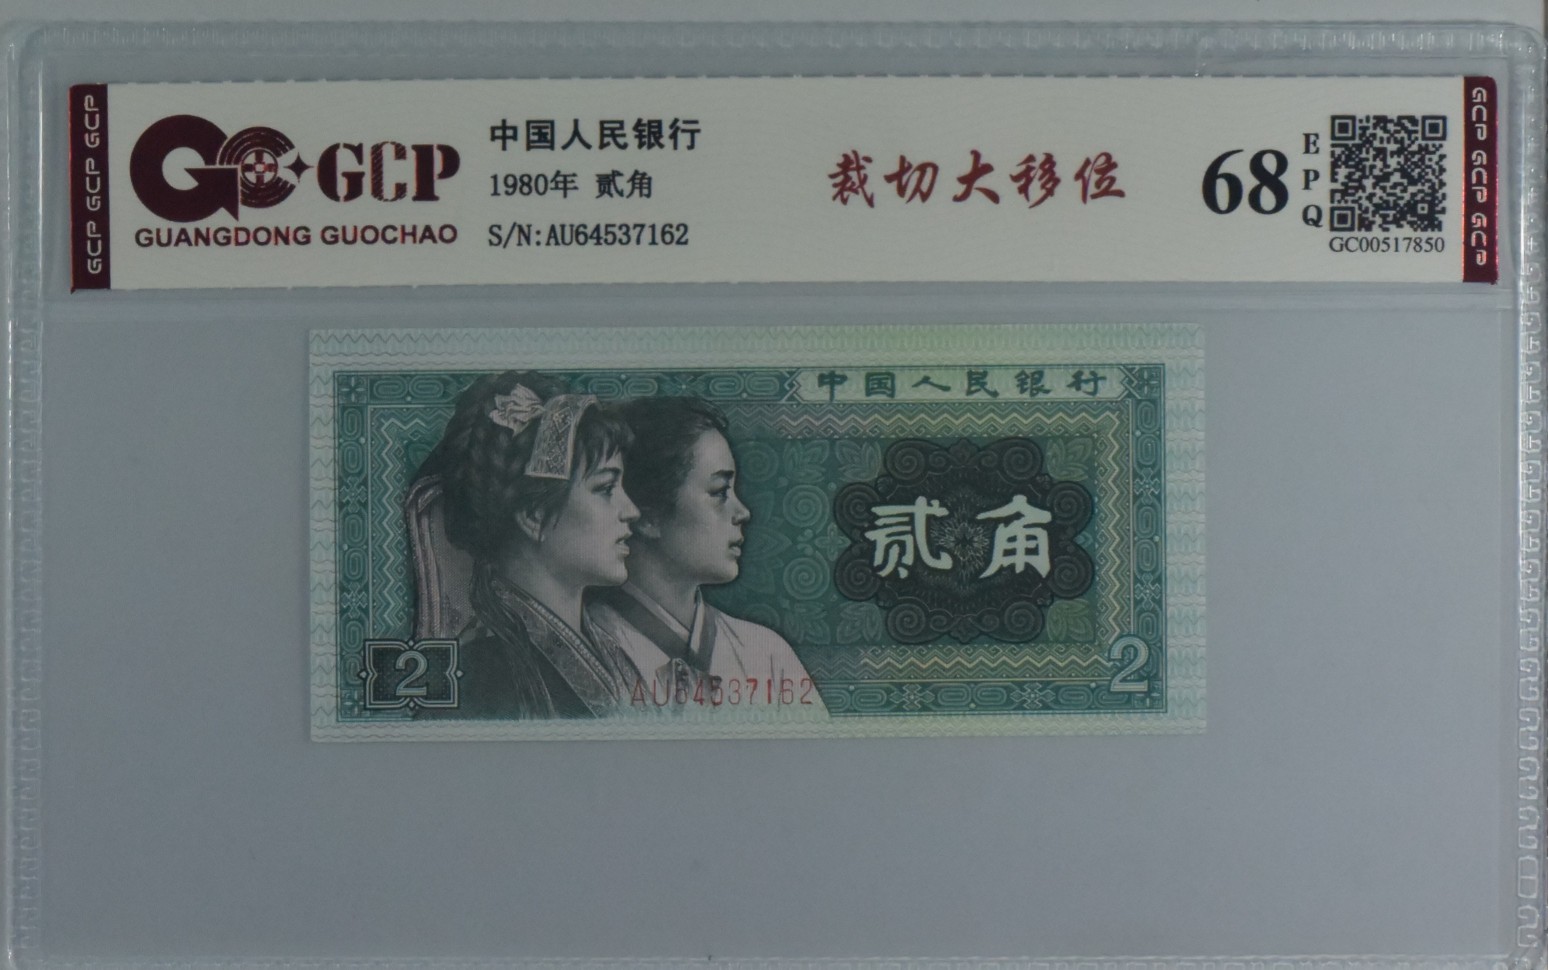 GCP
GUANGDONG GUOCHAO
中国人民银行
1980年 贰角
S/N:AU64537162
裁切大移位
68
EPQ
GC00517850
GCP GCP GCP
GCP GCP GCP GCP
中国人民银行
贰角
2
AU64537162
2